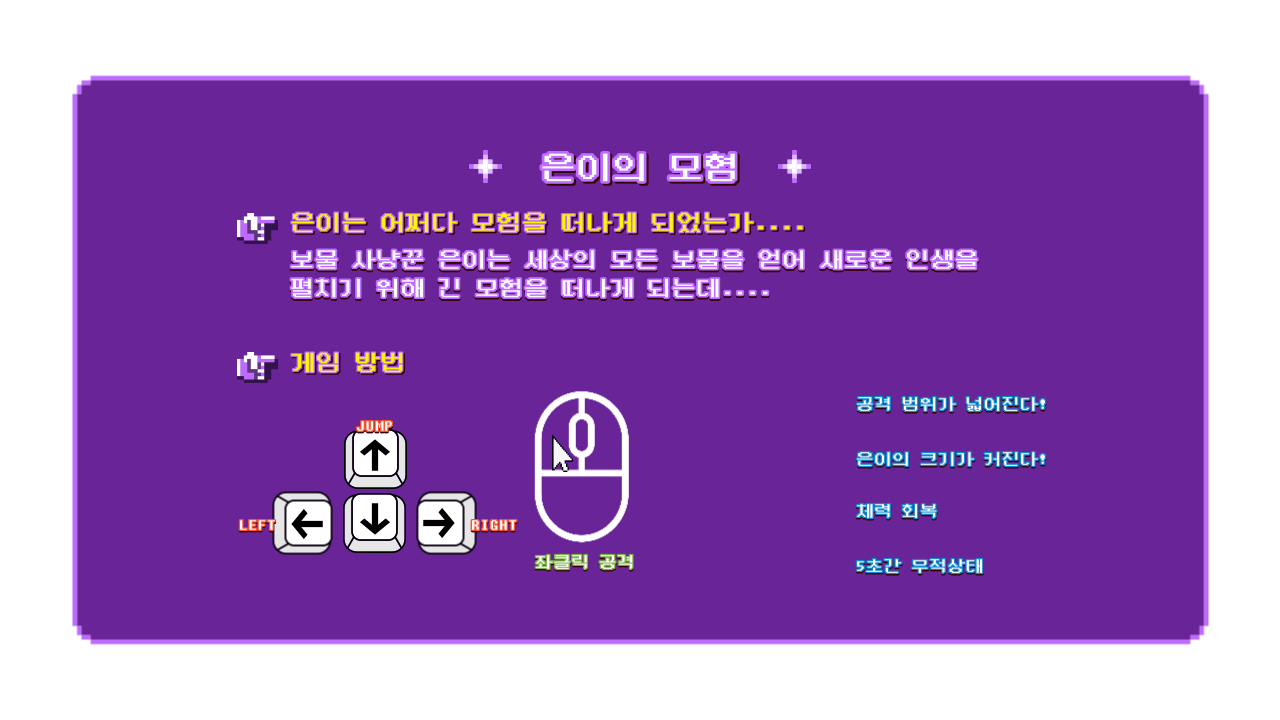 은이의 모험
은이는 어쩌다 모험을 떠나게 되었는가....
보물 사냥꾼 은이는 세상의 모든 보물을 얻어 새로운 인생을
펼치기 위해 긴 모험을 떠나게 되는데....
게임 방법
JUMP
LEFT
RIGHT
좌클릭 공격
공격 범위가 넓어진다!
은이의 크기가 커진다!
체력 회복
5초간 무적상태